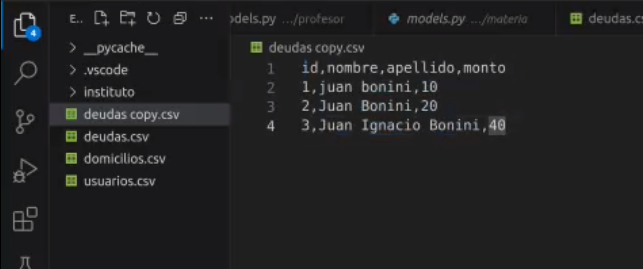 4
E..
odels.py .../profesor
models.py .../materia
deudas.cs
__pycache__
.vscode
instituto
deudas copy.csv
deudas.csv
domicilios.csv
usuarios.csv
deudas copy.csv
1 id,nombre,apellido,monto
2 1,juan bonini,10
3 2,Juan Bonini,20
4 3,Juan Ignacio Bonini,40